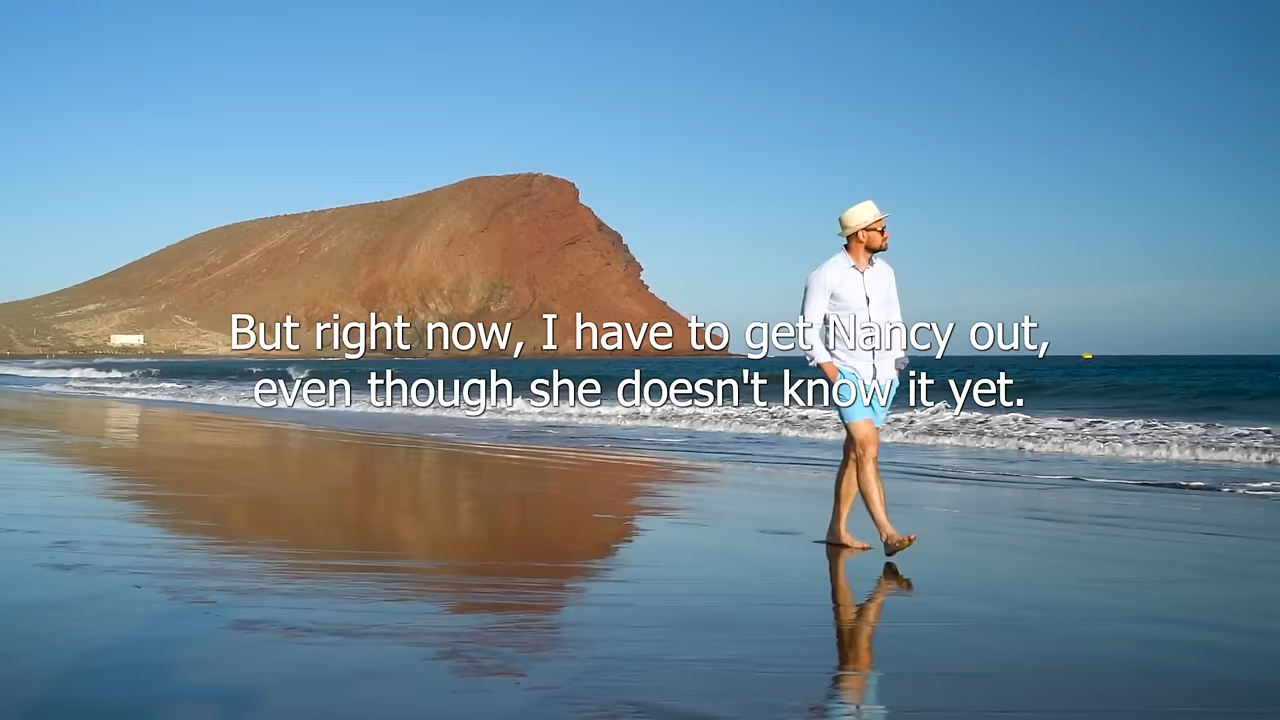 But right now, I have to get Nancy out,
even though she doesn't know it yet.